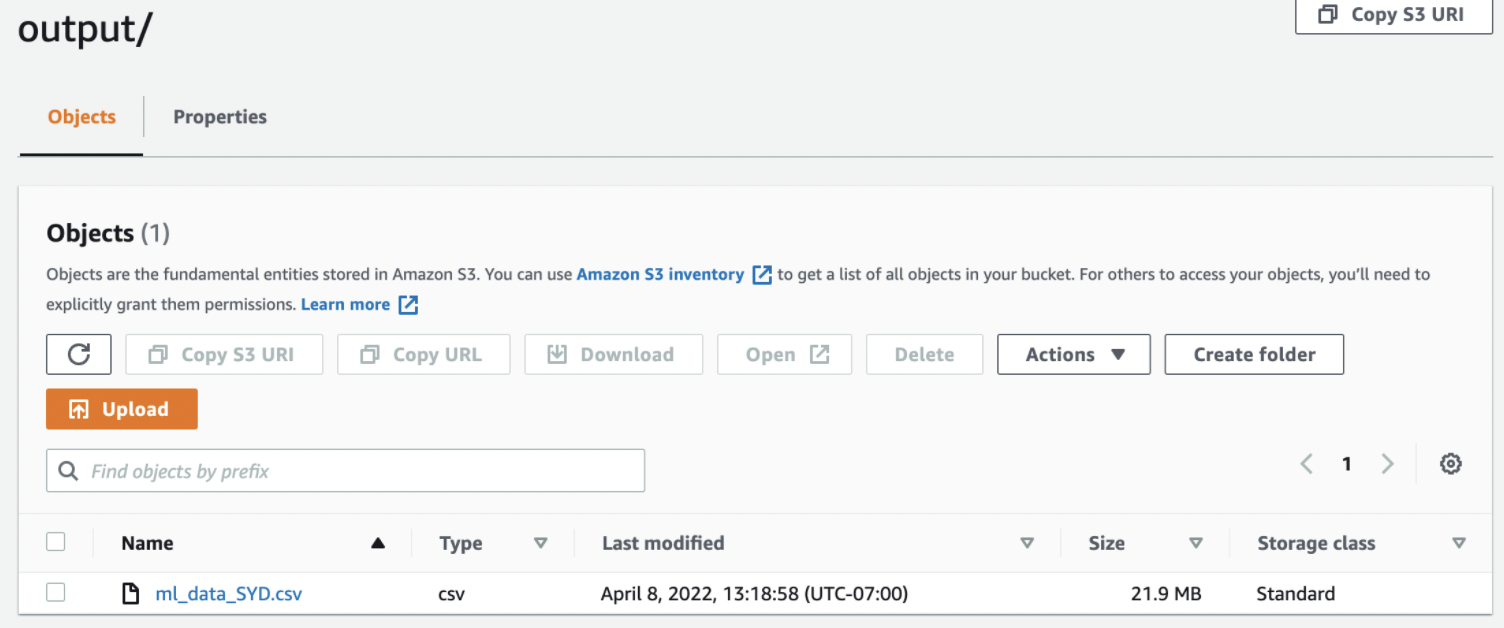 output/
Copy S3 URI
Objects
Properties
Objects (1)
Objects are the fundamental entities stored in Amazon S3. You can use Amazon S3 inventory to get a list of all objects in your bucket. For others to access your objects, you'll need to
explicitly grant them permissions. Learn more
Copy S3 URI
Copy URL
Download
Open
Delete
Actions
Create folder
Upload
Find objects by prefix
1
Name
Type
Last modified
Size
Storage class
ml_data_SYD.csv
csv
April 8, 2022, 13:18:58 (UTC-07:00)
21.9 MB
Standard